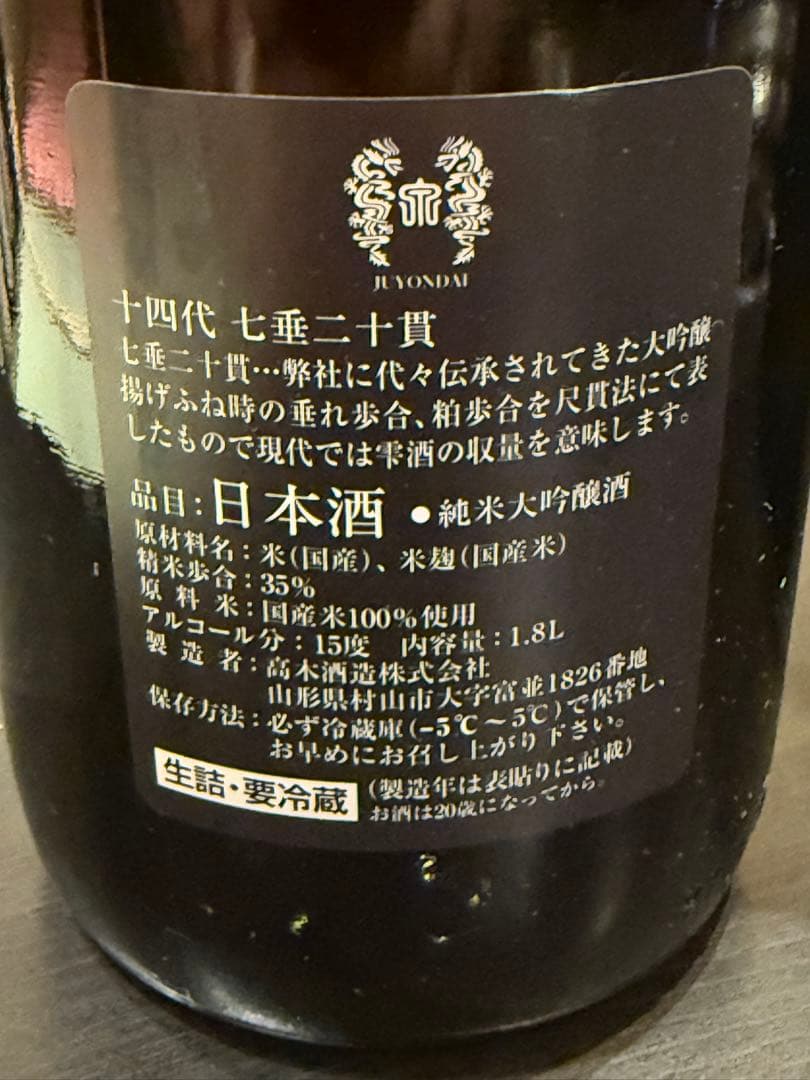 JUYONDAI
十四代 七垂二十貫
七垂二十貫…弊社に代々伝承されてきた大吟醸
揚げふね時の垂れ歩合、粕歩合を尺貫法にて表
したもので現代では雫酒の収量を意味します。
品目：日本酒 ●純米大吟醸酒
原材料名：米(国産)、米麹(国産米)
精米歩合：35%
原料米：国産米100%使用
アルコール分：15度 内容量：1.8L
製造者：高木酒造株式会社
山形県村山市大字富並1826番地
保存方法：必ず冷蔵庫(-5℃～5℃)で保管し、
お早めにお召し上がり下さい。
生詰・要冷蔵 (製造年は表貼りに記載)
お酒は20歳になってから。